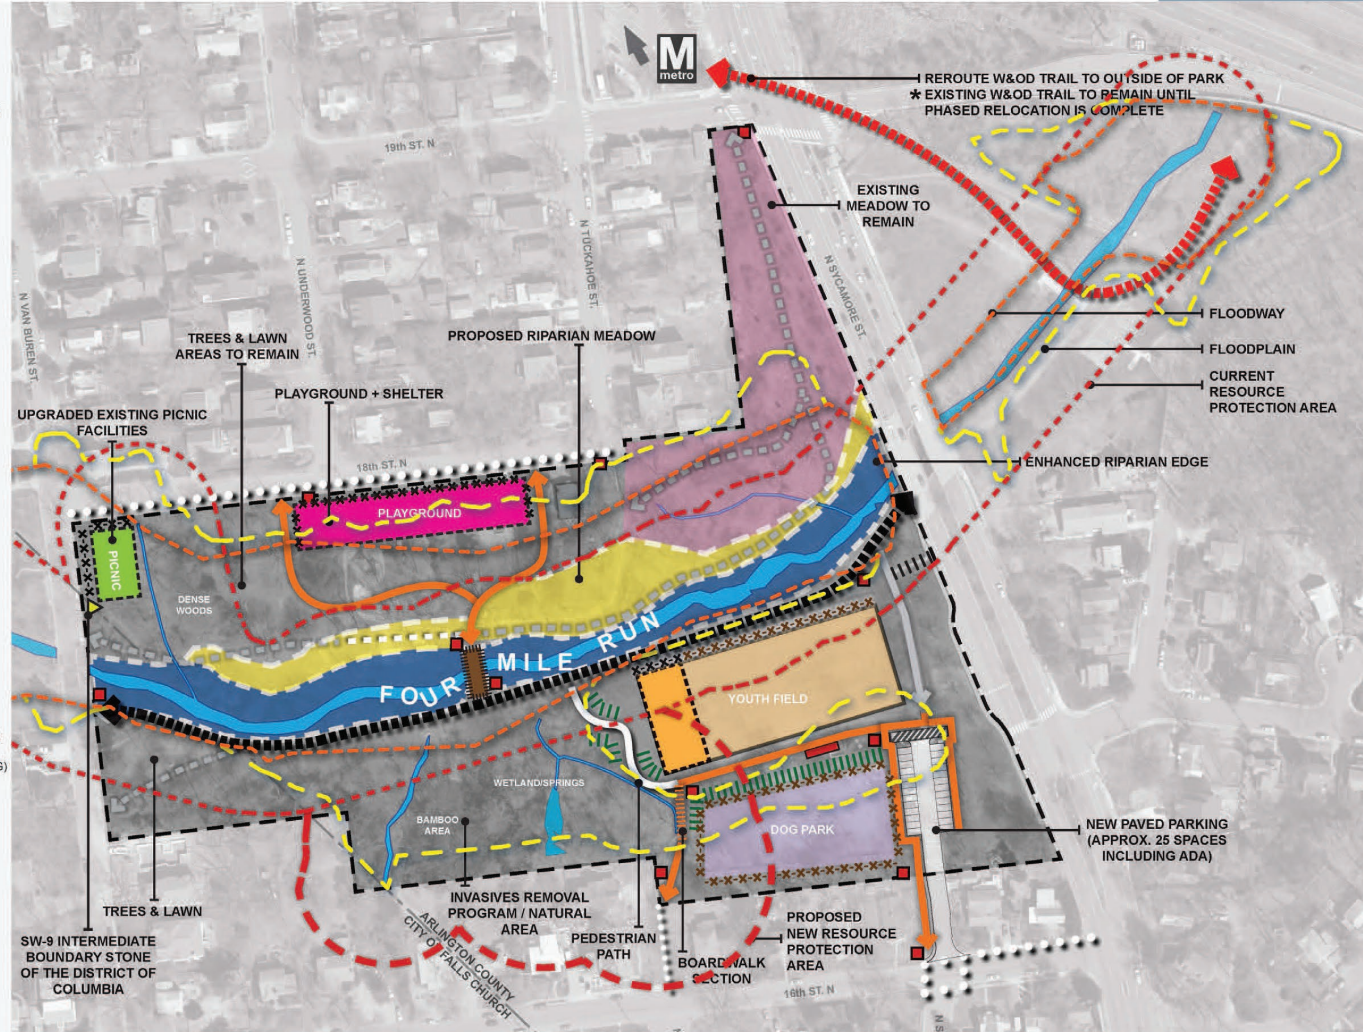 M
metro
REROUTE W&OD TRAIL TO OUTSIDE OF PARK
* EXISTING W&OD TRAIL TO REMAIN UNTIL
PHASED RELOCATION IS COMPLETE
19th ST. N
EXISTING
MEADOW TO
REMAIN
N TUCKAHOE ST.
N UNDERWOOD ST.
N VAN BUREN ST.
N SYCAMORE ST.
FLOODWAY
FLOODPLAIN
CURRENT
RESOURCE
PROTECTION AREA
TREES & LAWN
AREAS TO REMAIN
PROPOSED RIPARIAN MEADOW
PLAYGROUND + SHELTER
UPGRADED EXISTING PICNIC
FACILITIES
18th ST. N
ENHANCED RIPARIAN EDGE
PLAYGROUND
PICNIC
DENSE
WOODS
FOUR MILE RUN
YOUTH FIELD
G)
WETLAND/SPRINGS
BAMBOO
AREA
DOG PARK
NEW PAVED PARKING
(APPROX. 25 SPACES
INCLUDING ADA)
TREES & LAWN
INVASIVES REMOVAL
PROGRAM / NATURAL
AREA
SW-9 INTERMEDIATE
BOUNDARY STONE
OF THE DISTRICT OF
COLUMBIA
ARLINGTON COUNTY
CITY OF FALLS CHURCH
PEDESTRIAN
PATH
BOARDWALK
SECTION
PROPOSED
NEW RESOURCE
PROTECTION
AREA
16th ST. N
N S